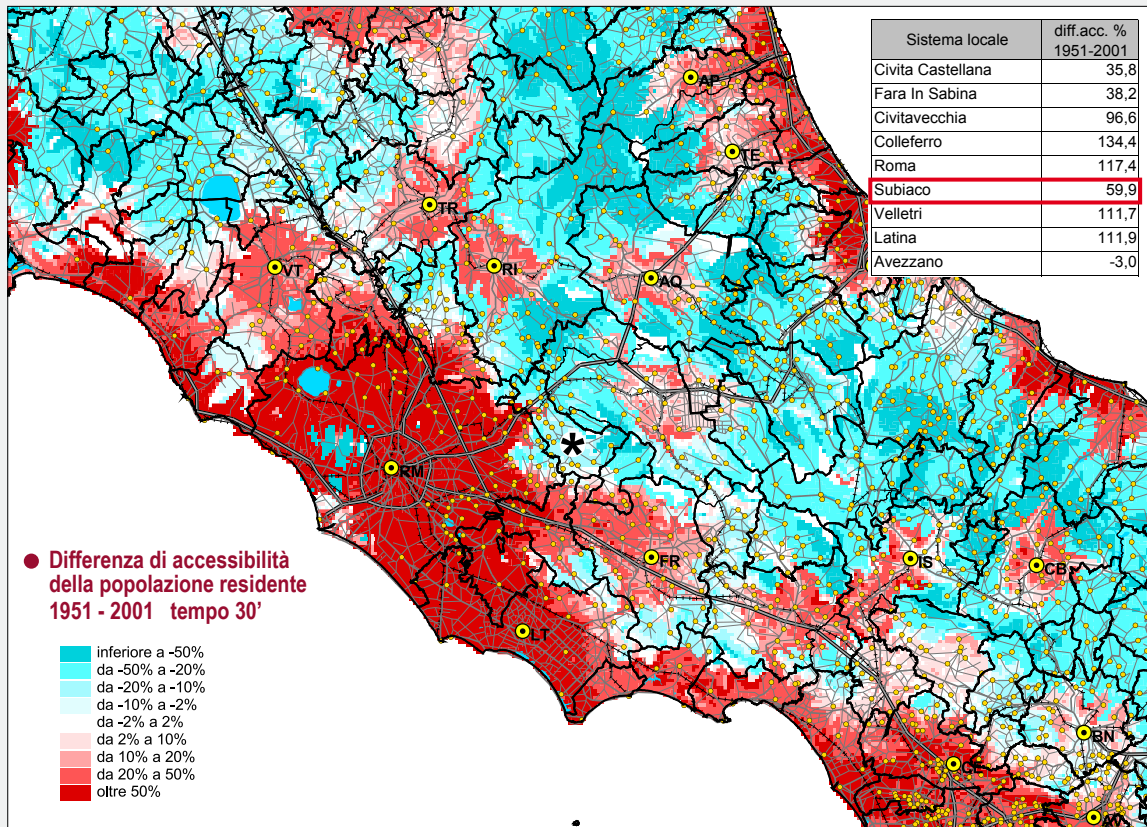 Sistema locale diff.acc. % 1951-2001
Civita Castellana 35,8
Fara In Sabina 38,2
Civitavecchia 96,6
Colleferro 134,4
Roma 117,4
Subiaco 59,9
Velletri 111,7
Latina 111,9
Avezzano -3,0
AP
TE
TR
VT
RI
AQ
*
RM
FR
IS
CB
LT
BN
CE
AV
Differenza di accessibilità
della popolazione residente
1951 - 2001 tempo 30'
inferiore a -50%
da -50% a -20%
da -20% a -10%
da -10% a -2%
da -2% a 2%
da 2% a 10%
da 10% a 20%
da 20% a 50%
oltre 50%